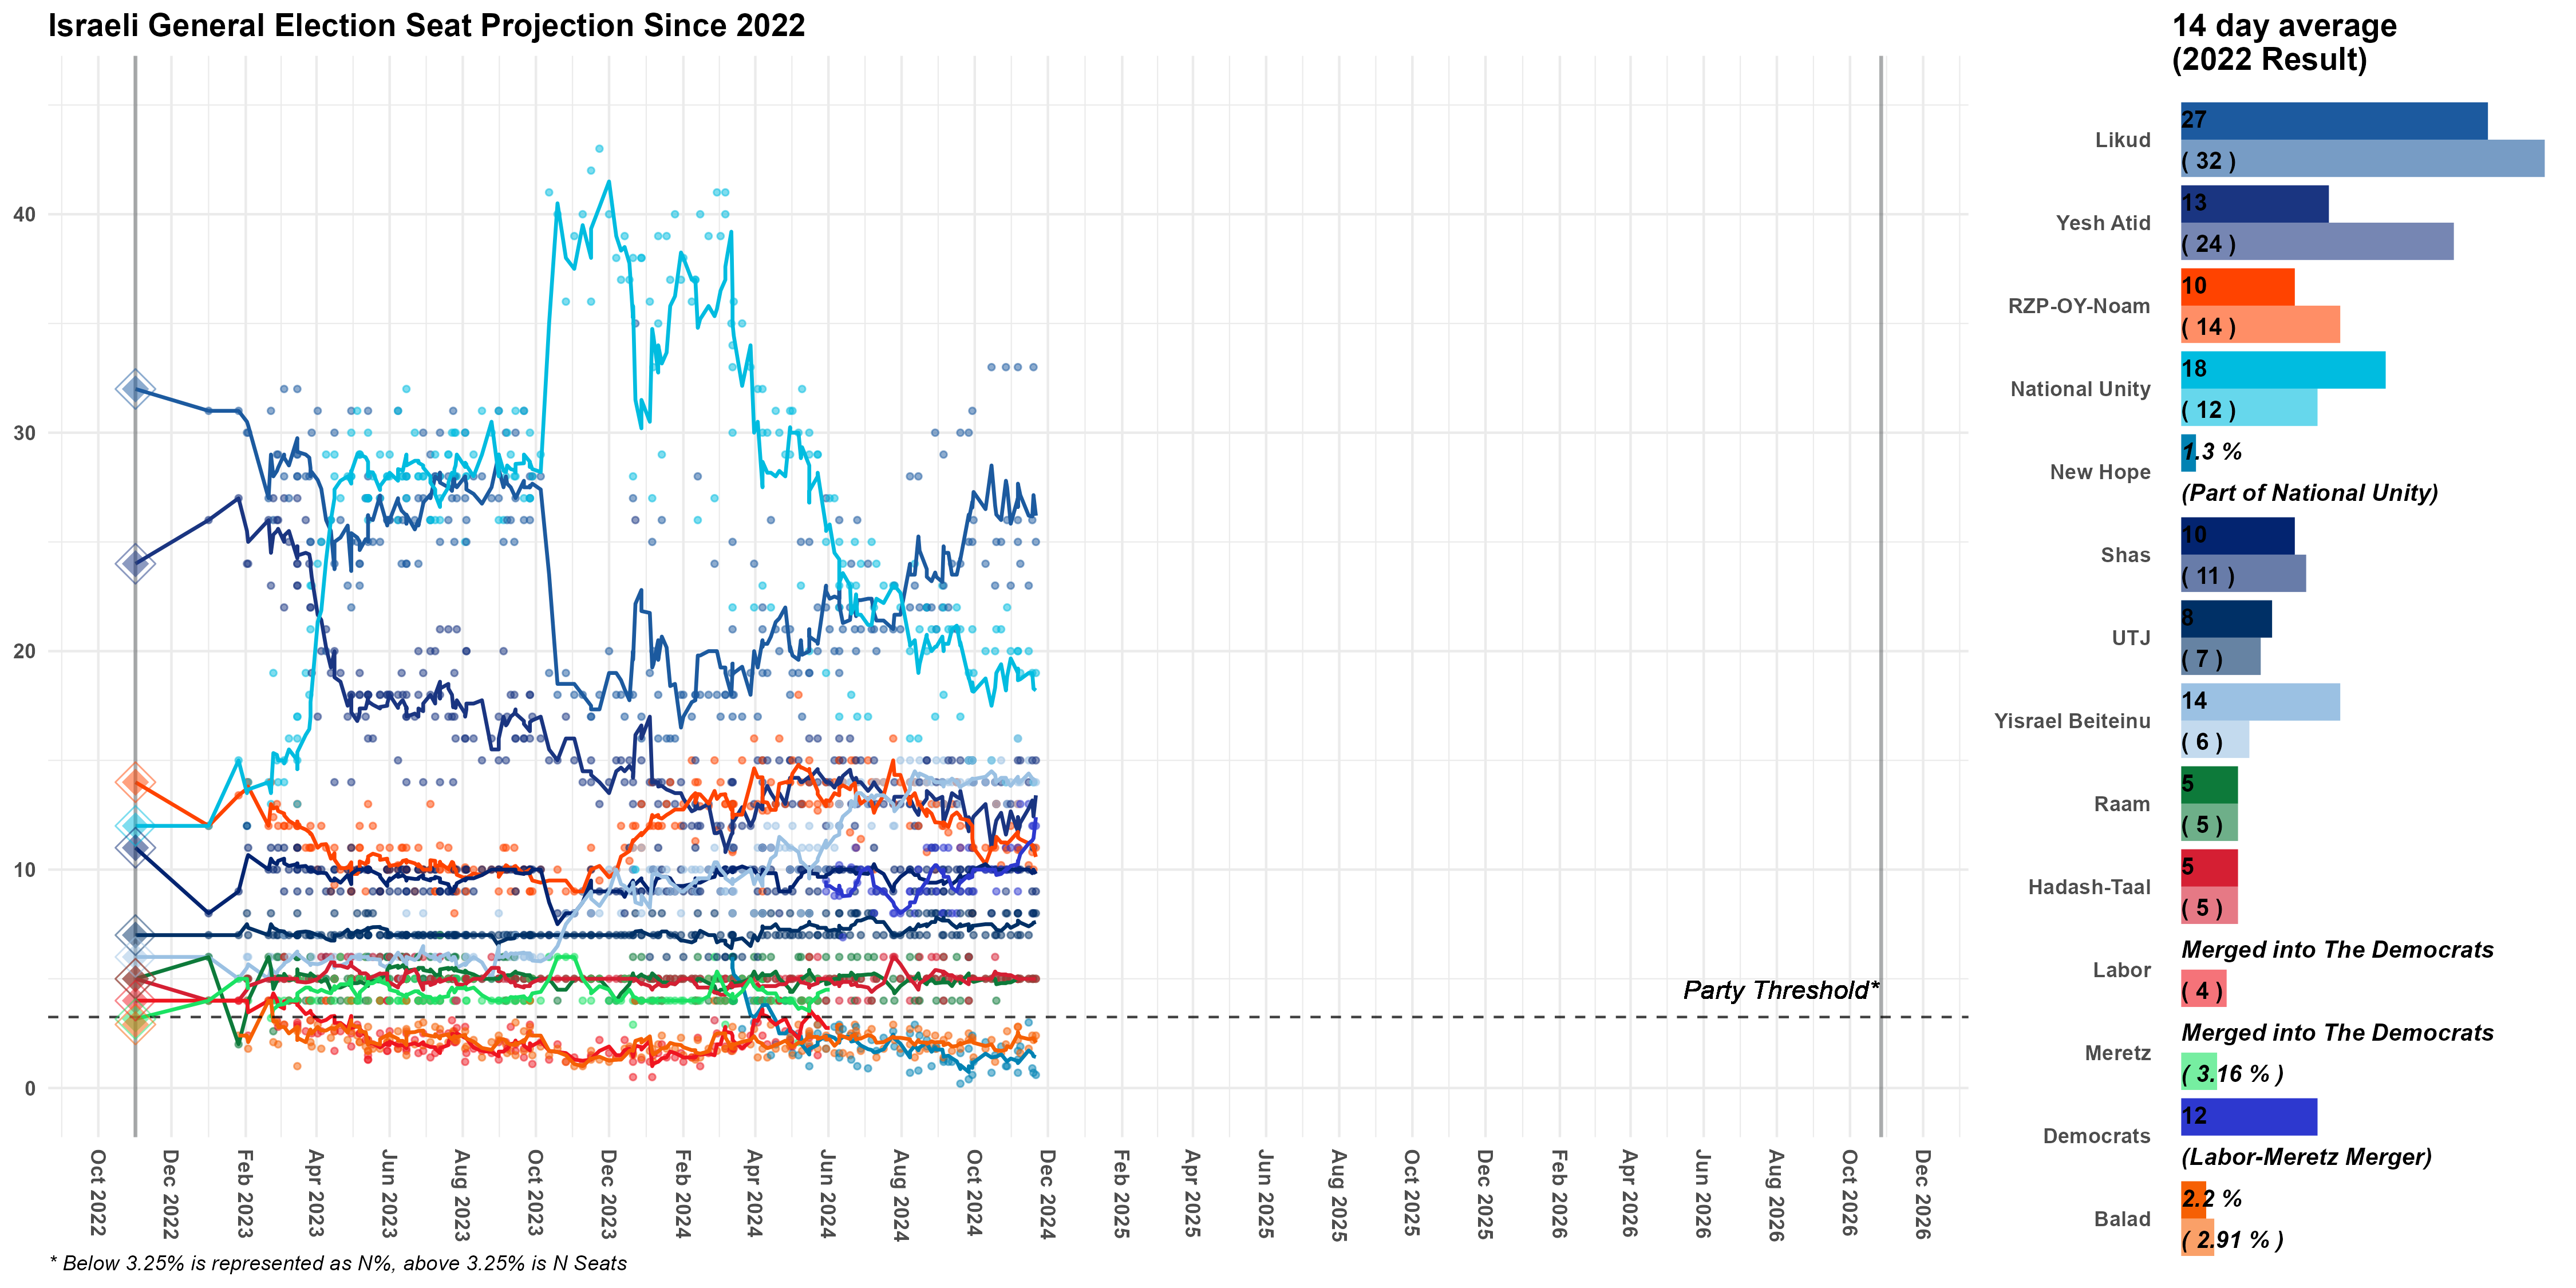 Israeli General Election Seat Projection Since 2022
14 day average
(2022 Result)
40
30
20
10
0
Party Threshold*
Oct 2022
Dec 2022
Feb 2023
Apr 2023
Jun 2023
Aug 2023
Oct 2023
Dec 2023
Feb 2024
Apr 2024
Jun 2024
Aug 2024
Oct 2024
Dec 2024
Feb 2025
Apr 2025
Jun 2025
Aug 2025
Oct 2025
Dec 2025
Feb 2026
Apr 2026
Jun 2026
Aug 2026
Oct 2026
Dec 2026
* Below 3.25% is represented as N%, above 3.25% is N Seats
Likud
27
( 32 )
Yesh Atid
13
( 24 )
RZP-OY-Noam
10
( 14 )
National Unity
18
( 12 )
New Hope
1.3 %
(Part of National Unity)
Shas
10
( 11 )
UTJ
8
( 7 )
Yisrael Beiteinu
14
( 6 )
Raam
5
( 5 )
Hadash-Taal
5
( 5 )
Labor
Merged into The Democrats
( 4 )
Meretz
Merged into The Democrats
( 3.16 % )
Democrats
12
(Labor-Meretz Merger)
Balad
2.2 %
( 2.91 % )